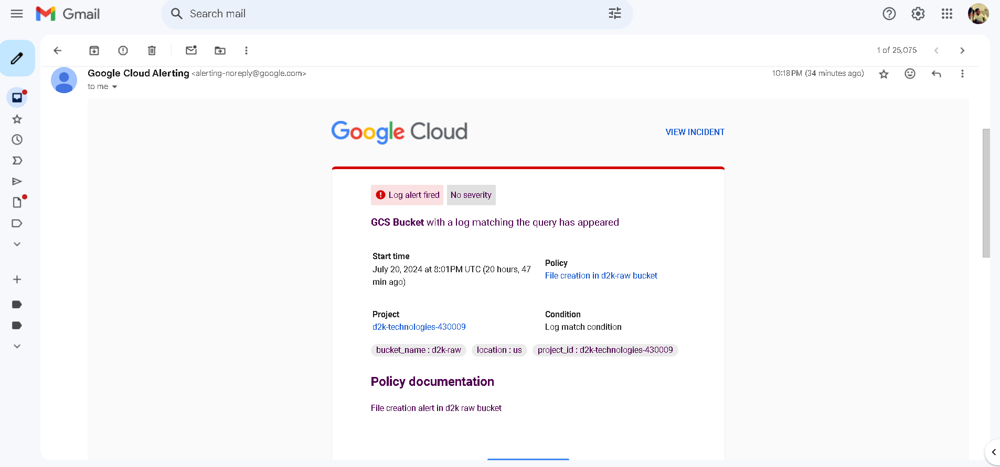 Gmail
Search mail
1 of 25,075
Google Cloud Alerting <alerting-noreply@google.com>
10:18 PM (34 minutes ago)
to me
Google Cloud
VIEW INCIDENT
Log alert fired
No severity
GCS Bucket with a log matching the query has appeared
Start time
July 20, 2024 at 8:01PM UTC (20 hours, 47
min ago)
Policy
File creation in d2k-raw bucket
Project
d2k-technologies-430009
Condition
Log match condition
bucket_name : d2k-raw
location : us
project_id : d2k-technologies-430009
Policy documentation
File creation alert in d2k raw bucket